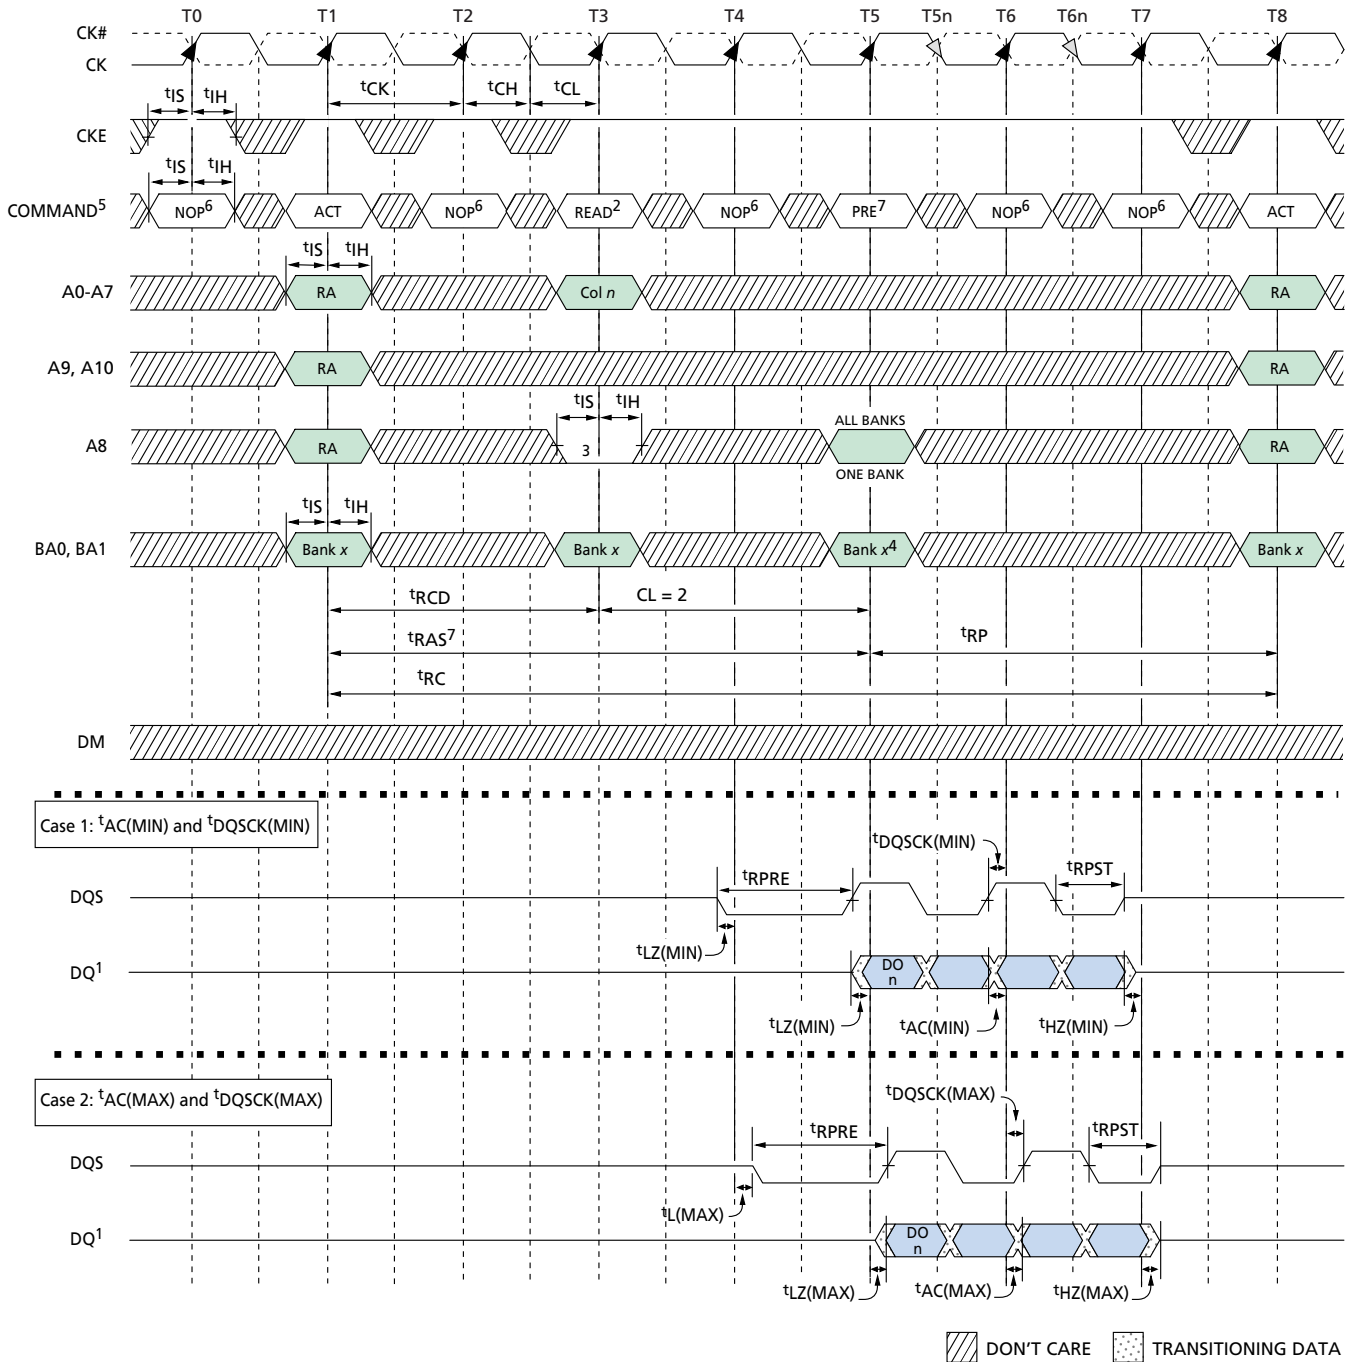 T0 T1 T2 T3 T4 T5 T5n T6 T6n T7 T8
CK#
CK
tIS tIH tCK tCH tCL
CKE
tIS tIH
COMMAND5 NOP6 ACT NOP6 READ2 NOP6 PRE7 NOP6 NOP6 ACT
tIS tIH
A0-A7 RA Col n RA
A9, A10 RA RA
tIS tIH ALL BANKS
A8 RA 3 RA
ONE BANK
tIS tIH
BA0, BA1 Bank x Bank x Bank x4 Bank x
tRCD CL = 2
tRAS7 tRP
tRC
DM
Case 1: tAC(MIN) and tDQSCK(MIN)
tDQSCK(MIN)
tRPRE tRPST
DQS
tLZ(MIN)
DQ1 DO
n
tLZ(MIN) tAC(MIN) tHZ(MIN)
Case 2: tAC(MAX) and tDQSCK(MAX)
tDQSCK(MAX)
tRPRE tRPST
DQS
tL(MAX)
DQ1 DO
n
tLZ(MAX) tAC(MAX) tHZ(MAX)
DON'T CARE TRANSITIONING DATA